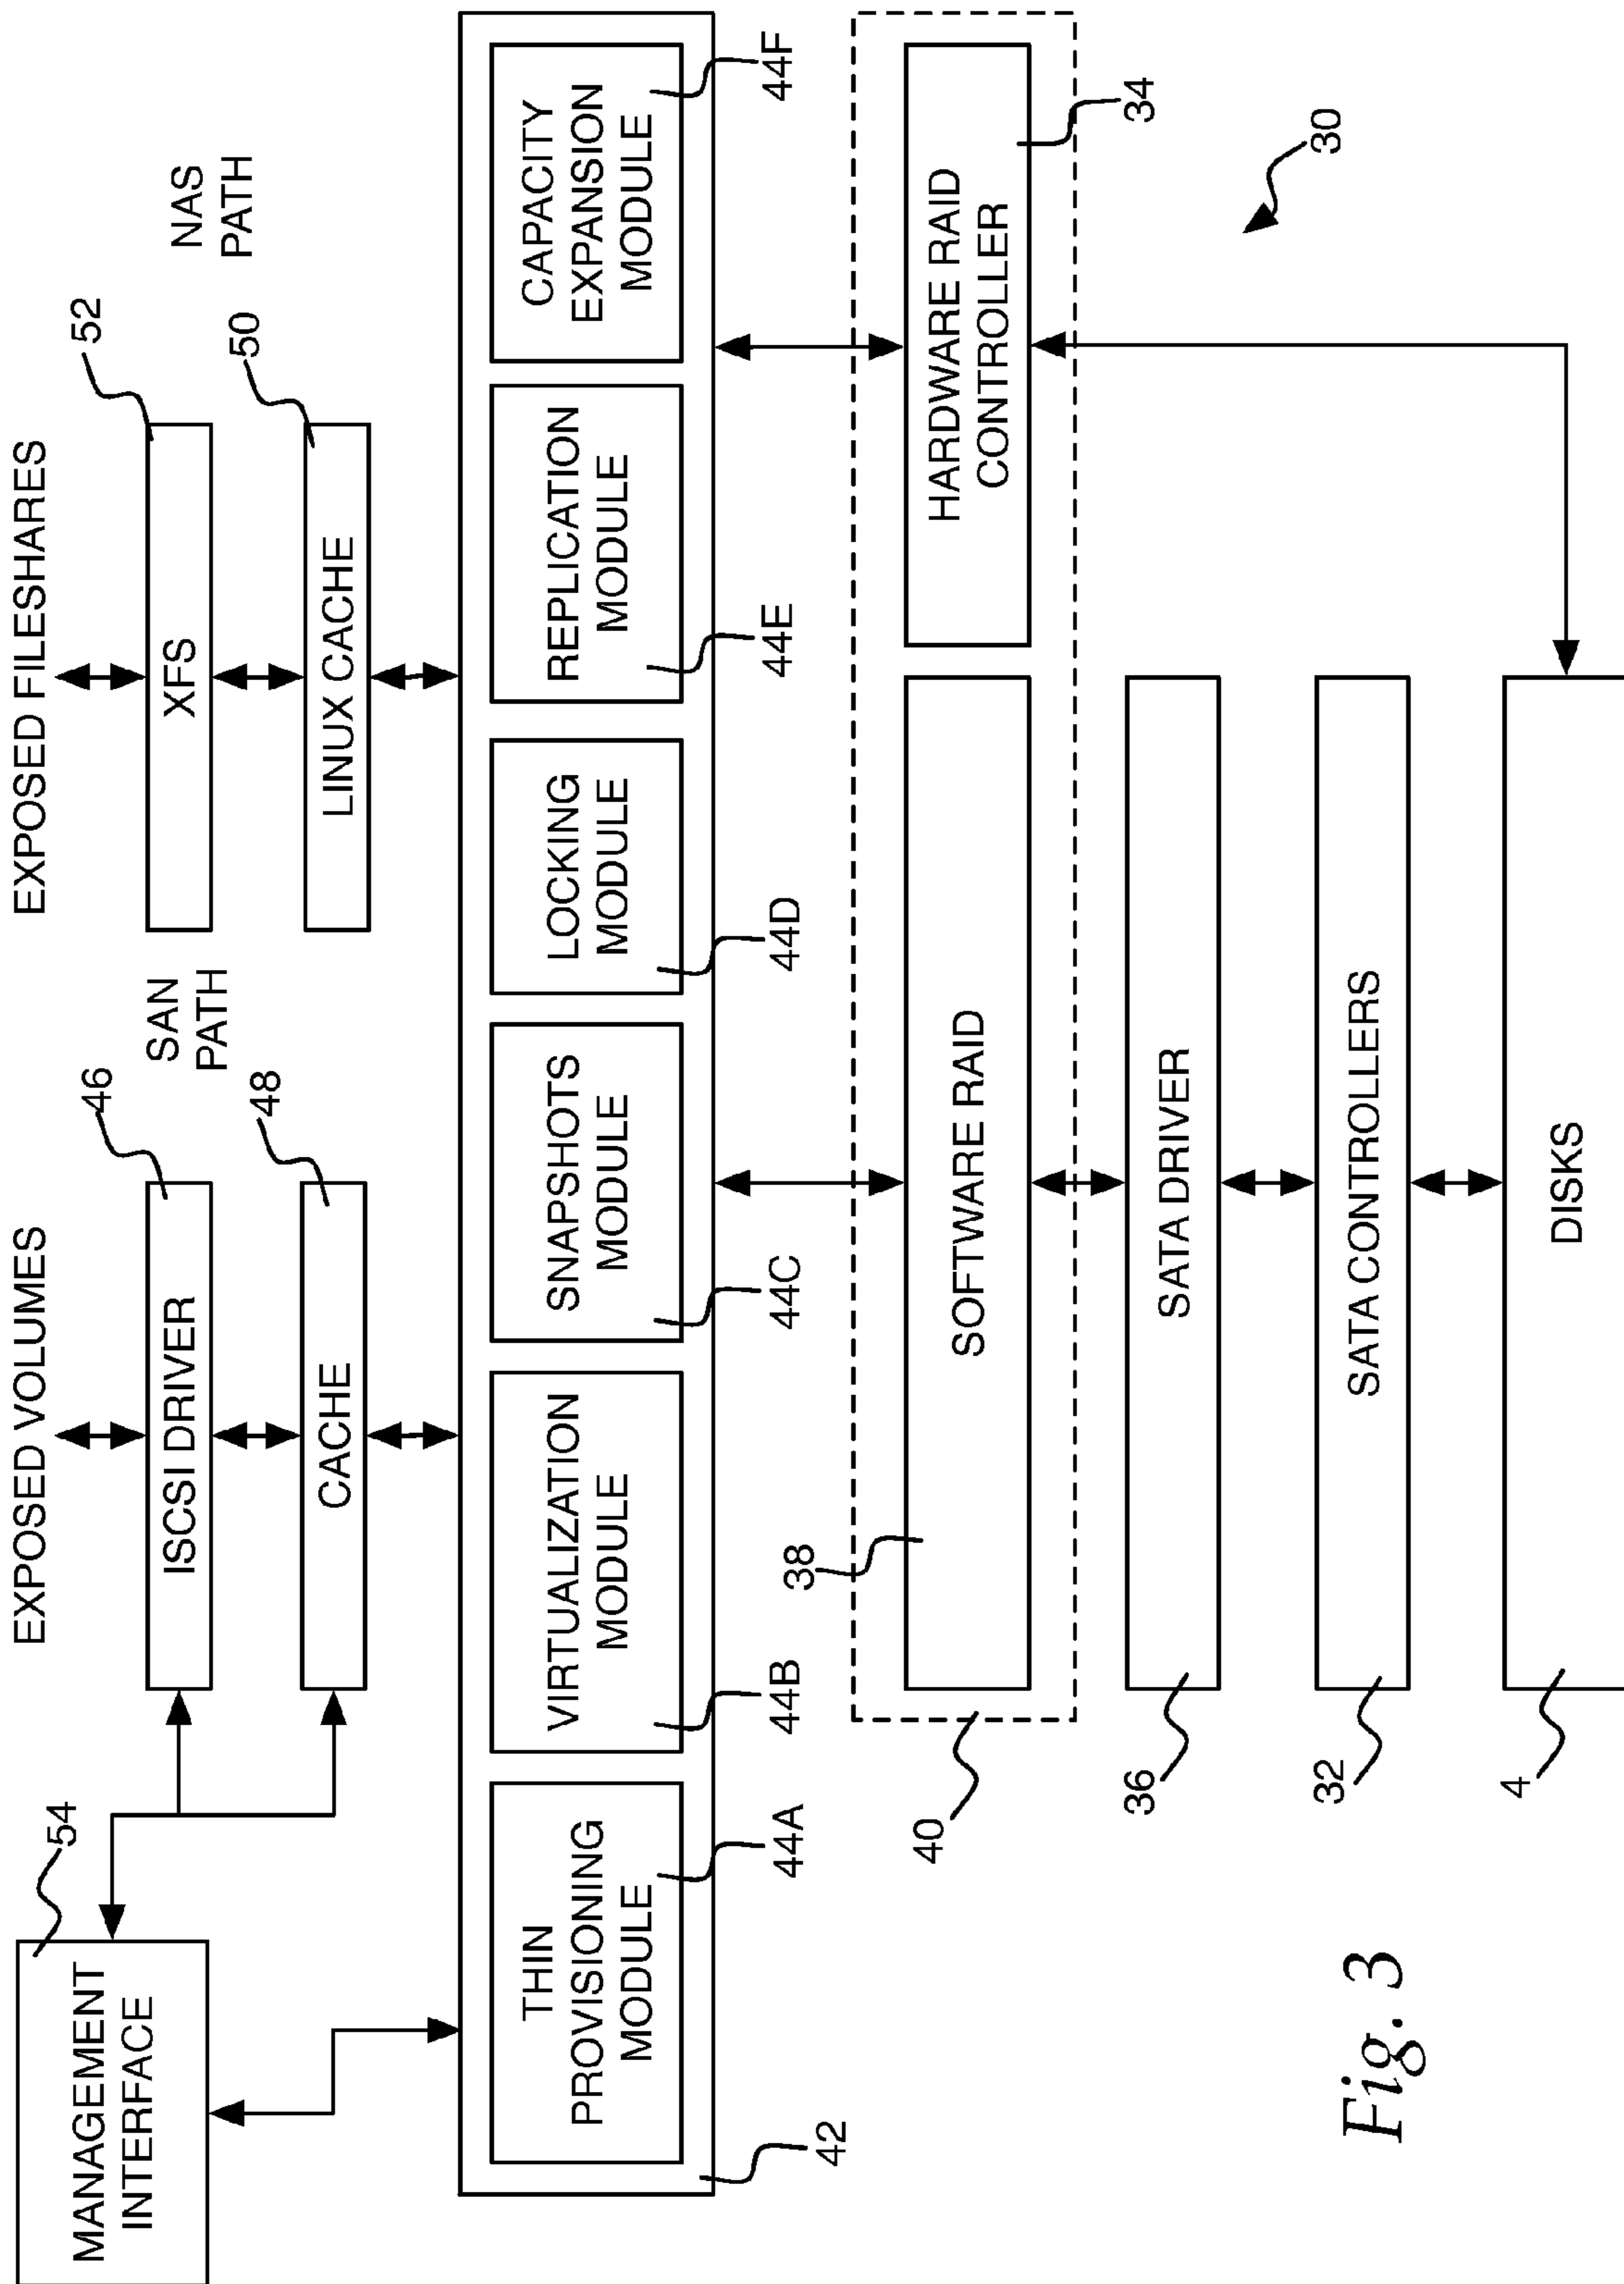 EXPOSED VOLUMES
EXPOSED FILESHARES
54
MANAGEMENT
INTERFACE
46
ISCSI DRIVER
SAN
PATH
52
XFS
NAS
PATH
48
CACHE
50
LINUX CACHE
THIN
PROVISIONING
MODULE
VIRTUALIZATION
MODULE
SNAPSHOTS
MODULE
LOCKING
MODULE
REPLICATION
MODULE
CAPACITY
EXPANSION
MODULE
42
44A
44B
44C
44D
44E
44F
38
SOFTWARE RAID
HARDWARE RAID
CONTROLLER
40
34
36
SATA DRIVER
32
SATA CONTROLLERS
30
4
DISKS
Fig. 3